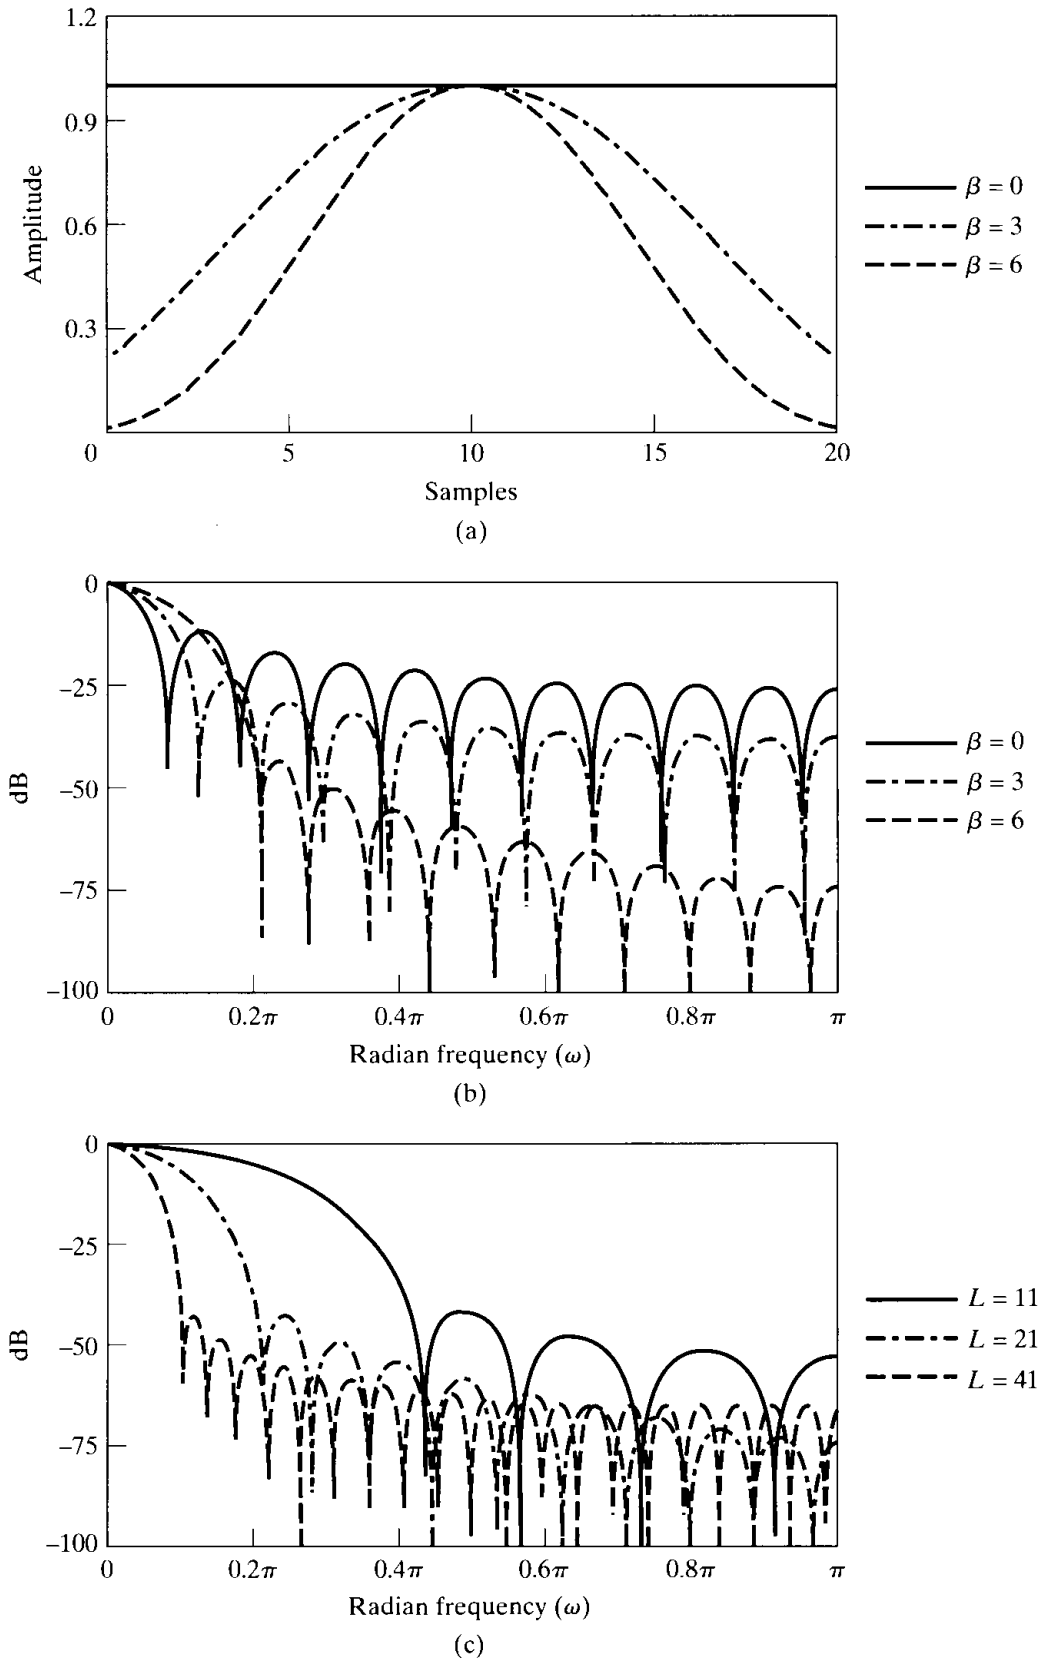 1.2
0.9
0.6
0.3
0
5
10
15
20
Amplitude
Samples
(a)
β = 0
β = 3
β = 6
0
−25
−50
−75
−100
dB
0
0.2π
0.4π
0.6π
0.8π
π
Radian frequency (ω)
(b)
β = 0
β = 3
β = 6
0
−25
−50
−75
−100
dB
0
0.2π
0.4π
0.6π
0.8π
π
Radian frequency (ω)
(c)
L = 11
L = 21
L = 41